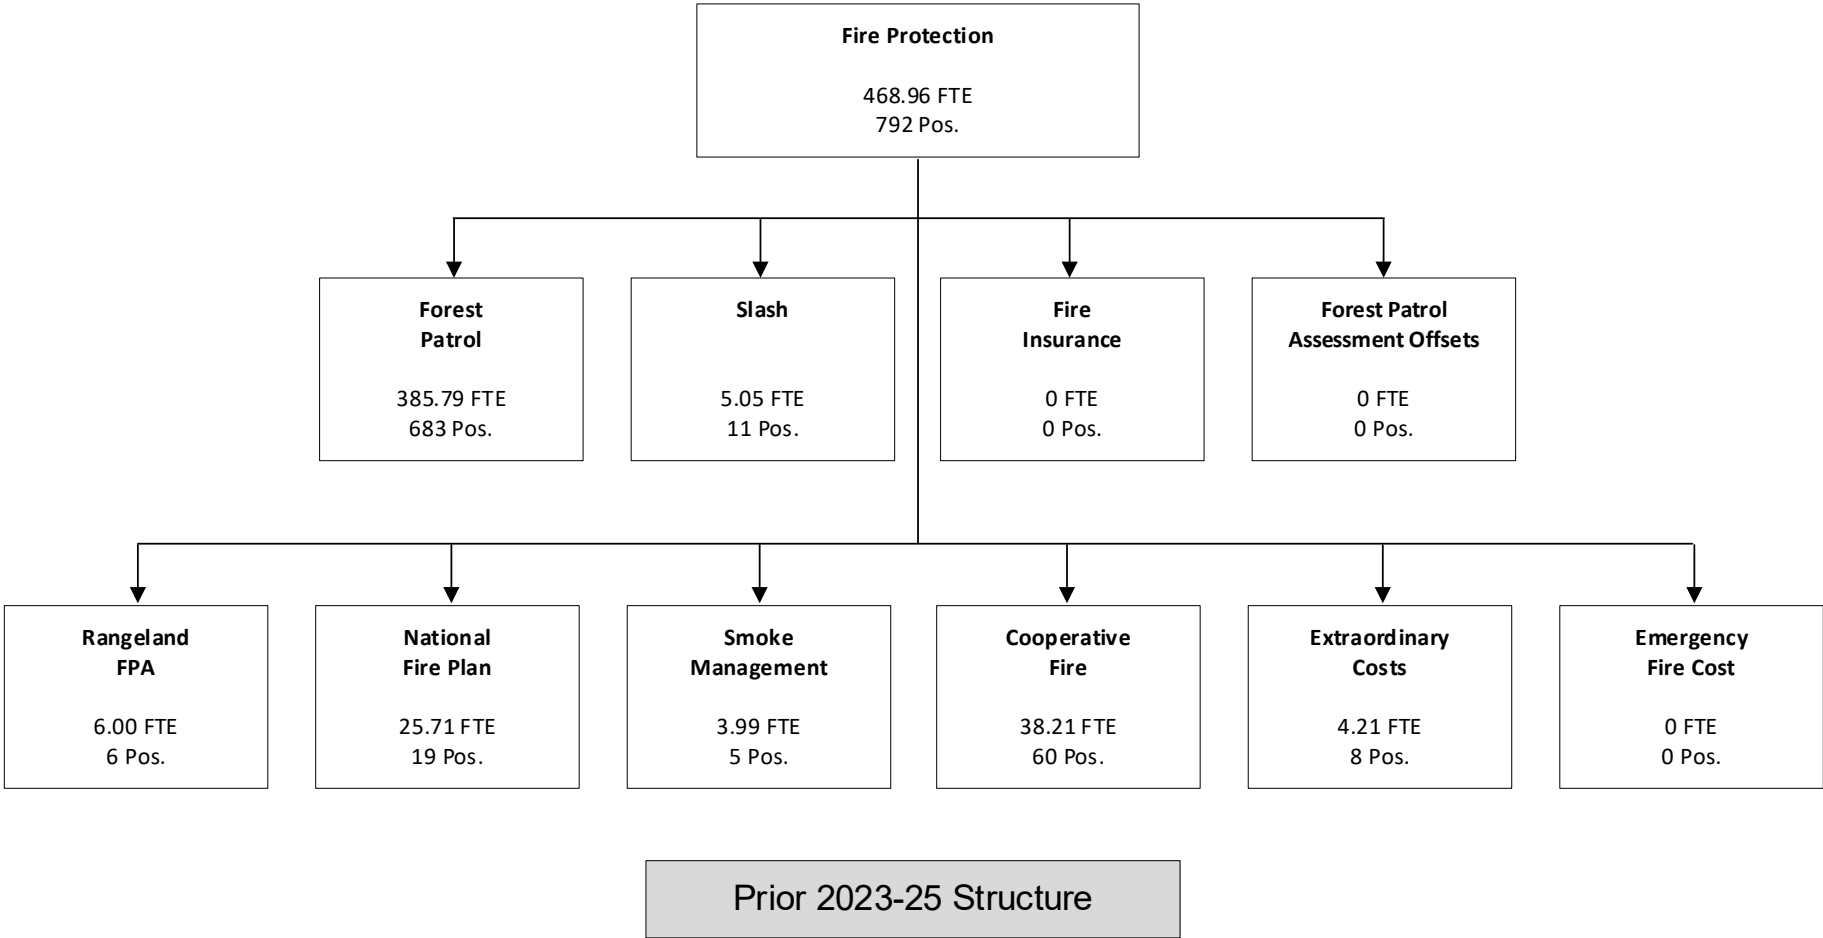 Fire Protection
468.96 FTE
792 Pos.
Forest
Patrol
385.79 FTE
683 Pos.
Slash
5.05 FTE
11 Pos.
Fire
Insurance
0 FTE
0 Pos.
Forest Patrol
Assessment Offsets
0 FTE
0 Pos.
Rangeland
FPA
6.00 FTE
6 Pos.
National
Fire Plan
25.71 FTE
19 Pos.
Smoke
Management
3.99 FTE
5 Pos.
Cooperative
Fire
38.21 FTE
60 Pos.
Extraordinary
Costs
4.21 FTE
8 Pos.
Emergency
Fire Cost
0 FTE
0 Pos.
Prior 2023-25 Structure